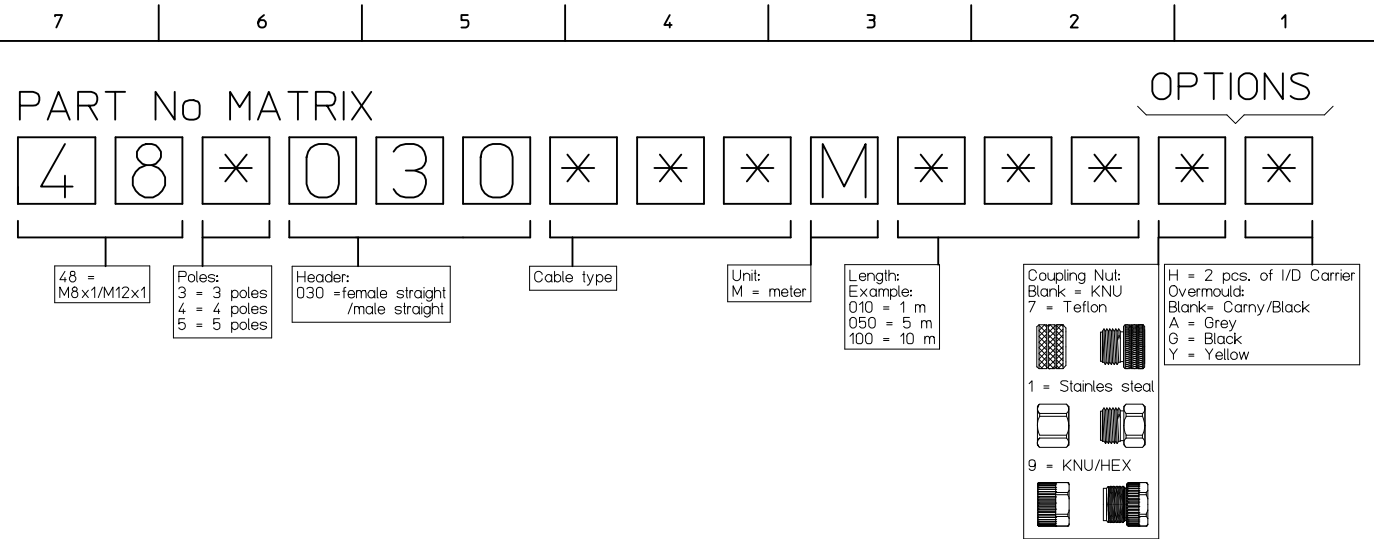 7 6 5 4 3 2 1
PART No MATRIX
OPTIONS
4 8 * 0 3 0 * * * M * * * * *
48 =
M8x1/M12x1
Poles:
3 = 3 poles
4 = 4 poles
5 = 5 poles
Header:
030 =female straight
/male straight
Cable type
Unit:
M = meter
Length:
Example:
010 = 1 m
050 = 5 m
100 = 10 m
Coupling Nut:
Blank = KNU
7 = Teflon
1 = Stainles steal
9 = KNU/HEX
H = 2 pcs. of I/D Carrier
Overmould:
Blank= Carny/Black
A = Grey
G = Black
Y = Yellow